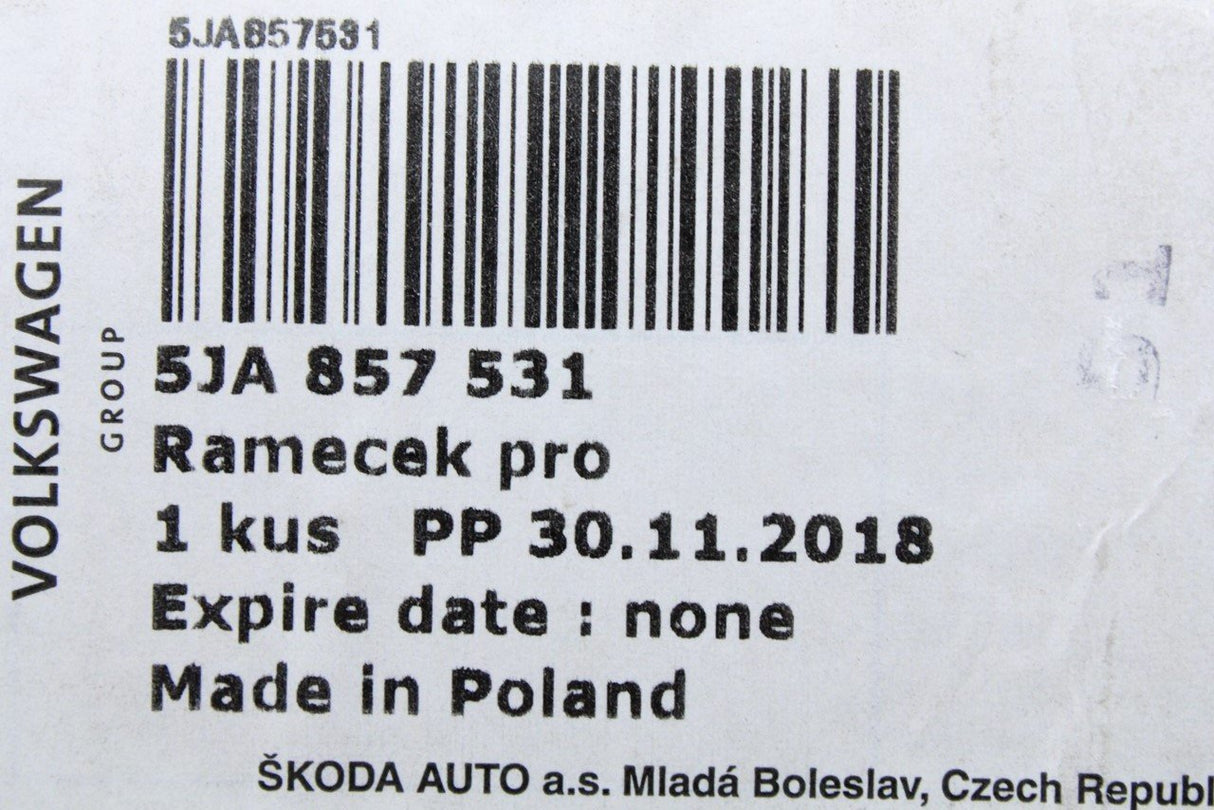 5JA857531
VOLKSWAGEN
GROUP
5JA 857 531
Ramecek pro
1 kus PP 30.11.2018
Expire date : none
Made in Poland
ŠKODA AUTO a.s. Mladá Boleslav, Czech Republ
51